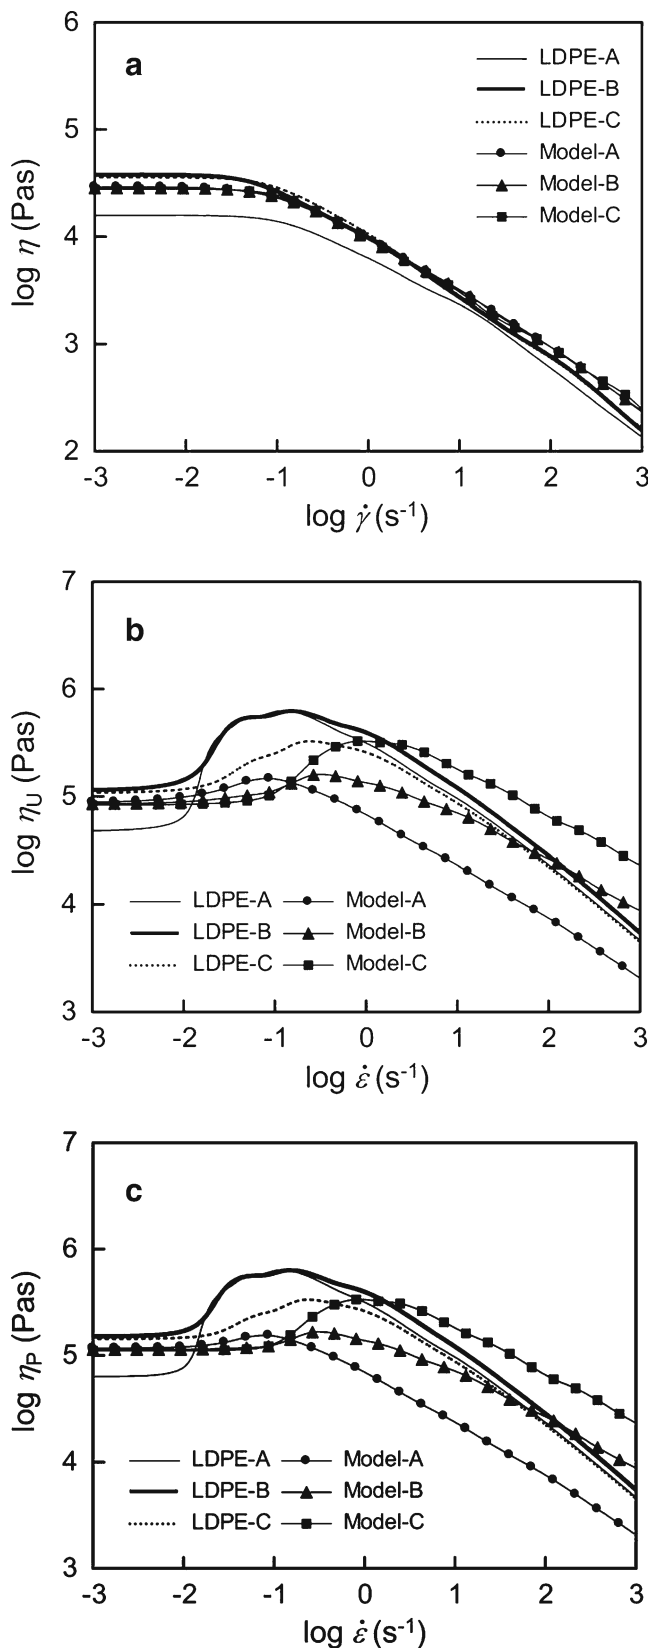 6
a
LDPE-A
LDPE-B
LDPE-C
Model-A
Model-B
Model-C
5
4
3
2
log η (Pas)
-3 -2 -1 0 1 2 3
log γ̇ (s⁻¹)
7
b
6
5
4
3
log ηU (Pas)
LDPE-A Model-A
LDPE-B Model-B
LDPE-C Model-C
-3 -2 -1 0 1 2 3
log ε̇ (s⁻¹)
7
c
6
5
4
3
log ηP (Pas)
LDPE-A Model-A
LDPE-B Model-B
LDPE-C Model-C
-3 -2 -1 0 1 2 3
log ε̇ (s⁻¹)